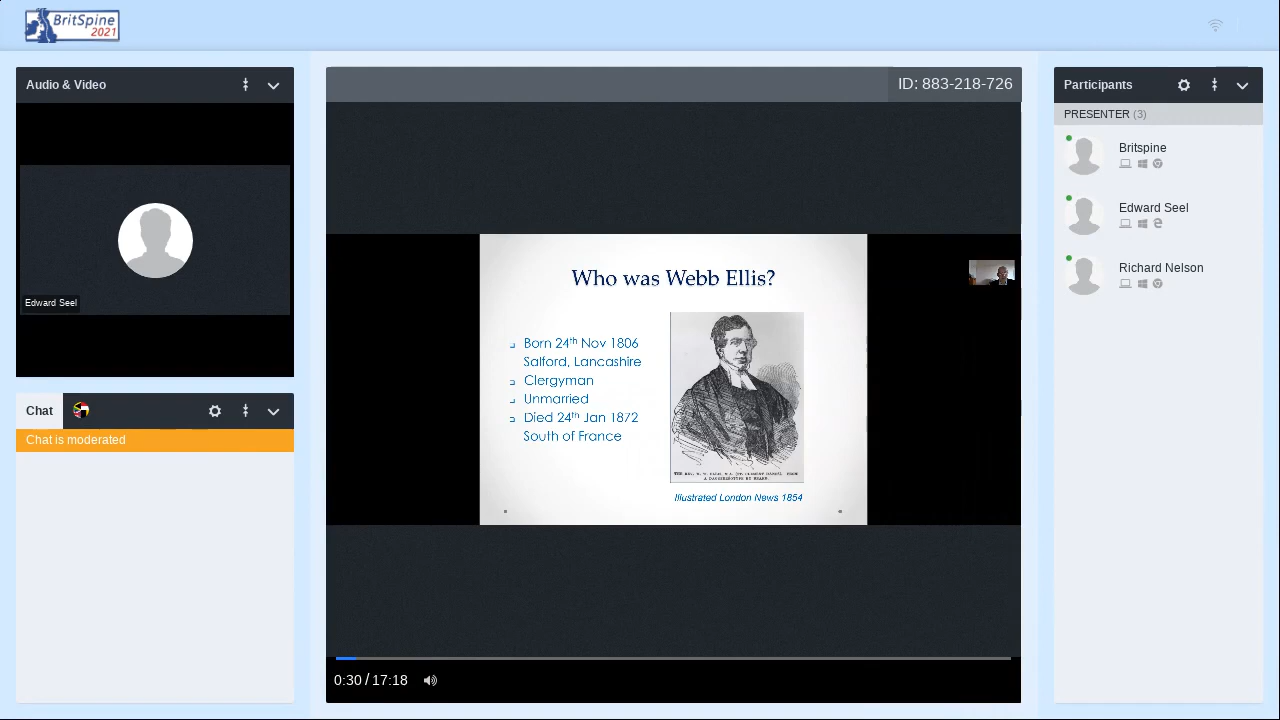 BritSpine
2021
Audio & Video
Edward Seel
Chat
Chat is moderated
ID: 883-218-726
Who was Webb Ellis?
Born 24th Nov 1806
Salford, Lancashire
Clergyman
Unmarried
Died 24th Jan 1872
South of France
Illustrated London News 1854
0:30 / 17:18
Participants
PRESENTER (3)
Britspine
Edward Seel
Richard Nelson